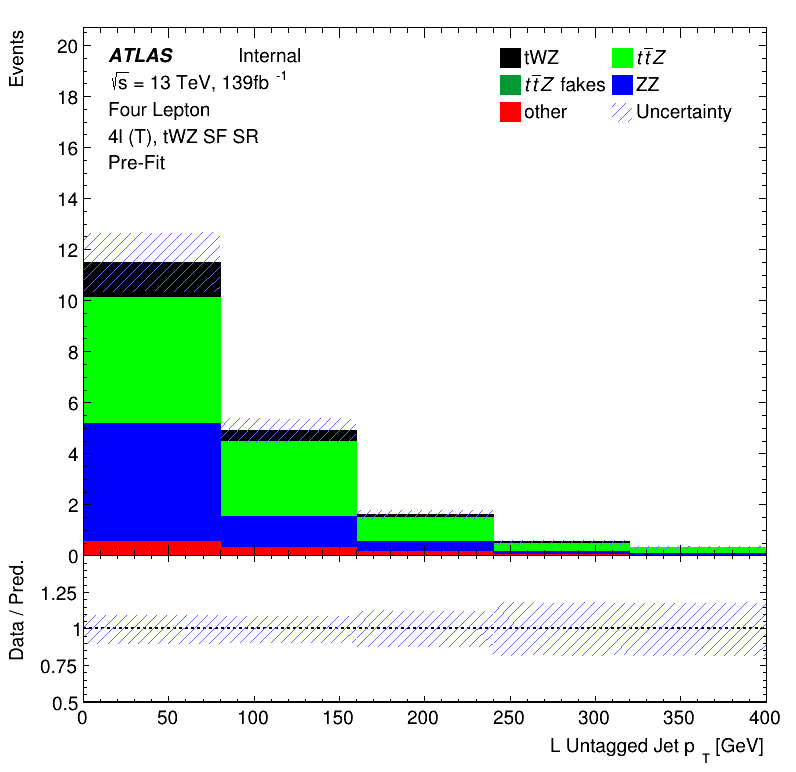 Events
20
18
16
14
12
10
8
6
4
2
0
ATLAS Internal
√s = 13 TeV, 139fb⁻¹
Four Lepton
4l (T), tWZ SF SR
Pre-Fit
tWZ
tt̄Z
tt̄Z fakes
ZZ
other
Uncertainty
Data / Pred.
1.25
1
0.75
0.5
0 50 100 150 200 250 300 350 400
L Untagged Jet p_T [GeV]